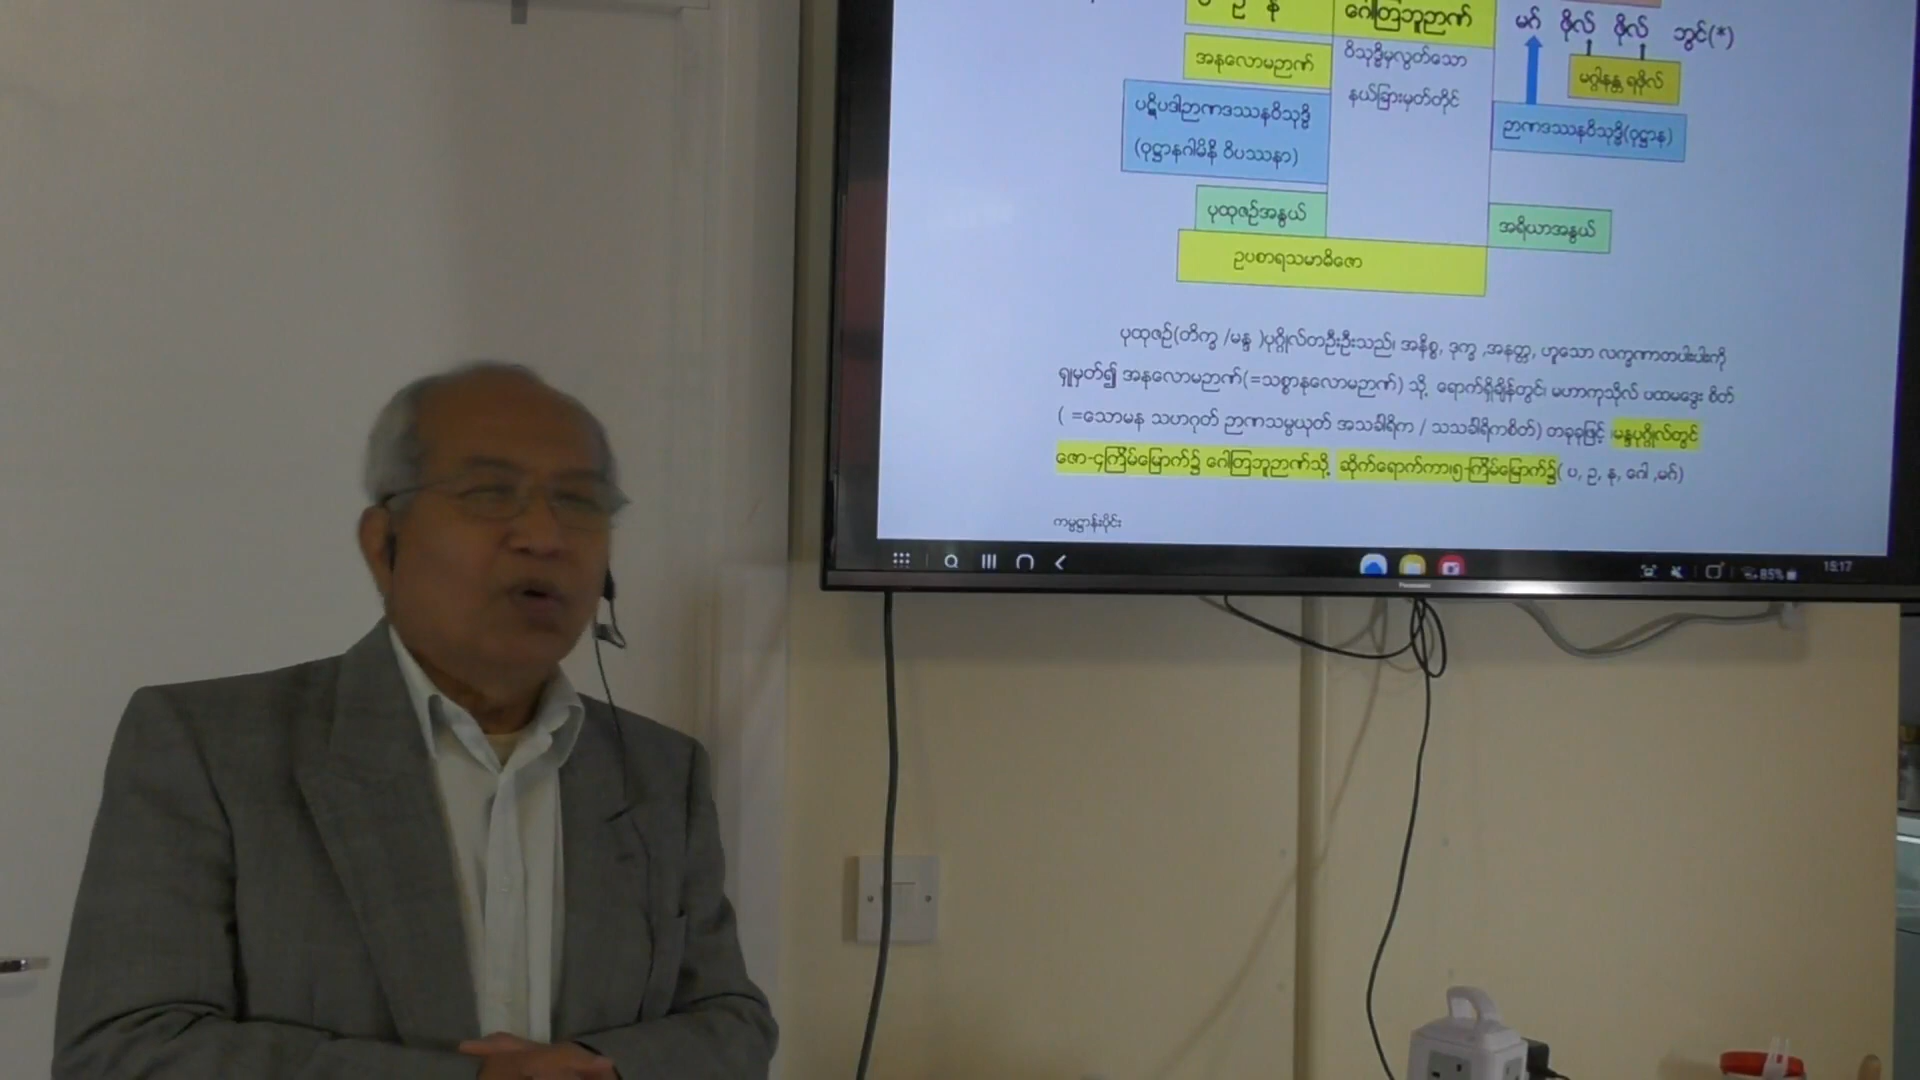 ပ ဥ န ဂေါတြဘူဉာဏ်
မဂ် ဖိုလ် ဖိုလ် ဘွင်(*)
အနုလောမဉာဏ်
ဝိသုဒ္ဓိမှလွတ်သော
နယ်ခြားမှတ်တိုင်
မဂ္ဂါနန္တ ရဖိုလ်
ပဋိပဒါဉာဏဒဿနဝိသုဒ္ဓိ
(ဝုဋ္ဌာနဂါမိနီ ဝိပဿနာ)
ဉာဏဒဿနဝိသုဒ္ဓိ(ဝုဋ္ဌာန)
ပုထုဇဉ်အနွယ်
အရိယာအနွယ်
ဥပစာရသမာဓိဇော
ပုထုဇဉ်(တိက္ခ /မန္ဒ )ပုဂ္ဂိုလ်တဦးဦးသည်၊ အနိစ္စ, ဒုက္ခ ,အနတ္တ, ဟူသော လက္ခဏာတပါးပါးကို
ရှုမှတ်၍ အနုလောမဉာဏ်(=သစ္စာနုလောမဉာဏ်) သို့ ရောက်ရှိချိန်တွင်၊ မဟာကုသိုလ် ပထမဒွေး စိတ်
( =သောမန သဟဂုတ် ဉာဏသမ္ပယုတ် အသင်္ခါရိက / သသင်္ခါရိကစိတ်) တခုခုဖြင့် ၊မန္ဒပုဂ္ဂိုလ်တွင်
ဇော-၄ကြိမ်မြောက်၌ ဂေါတြဘူဉာဏ်သို့ ဆိုက်ရောက်ကာ၊၅-ကြိမ်မြောက်၌( ပ, ဥ, နု, ဂေါ ,မဂ်)
ကမ္မဋ္ဌာန်းပိုင်း
85% 15:17
Panasonic